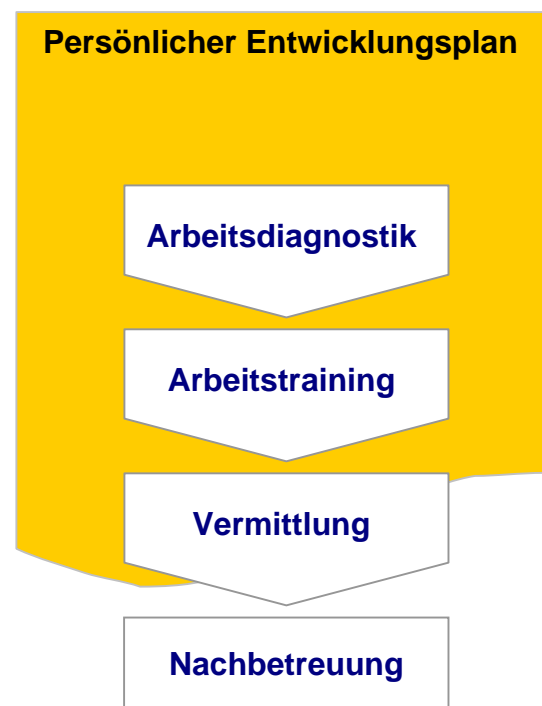 Persönlicher Entwicklungsplan
Arbeitsdiagnostik
Arbeitstraining
Vermittlung
Nachbetreuung